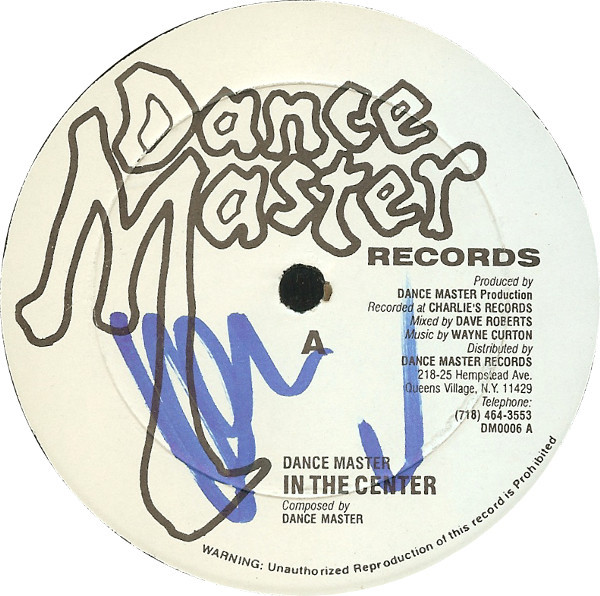 Dance
Master
RECORDS
Produced by
DANCE MASTER Production
Recorded at CHARLIE'S RECORDS
Mixed by DAVE ROBERTS
Music by WAYNE CURTON
Distributed by
DANCE MASTER RECORDS
218-25 Hempstead Ave.
Queens Village, N.Y. 11429
Telephone:
(718) 464-3553
DM0006 A
A
DANCE MASTER
IN THE CENTER
Composed by
DANCE MASTER
WARNING: Unauthorized Reproduction of this record is Prohibited